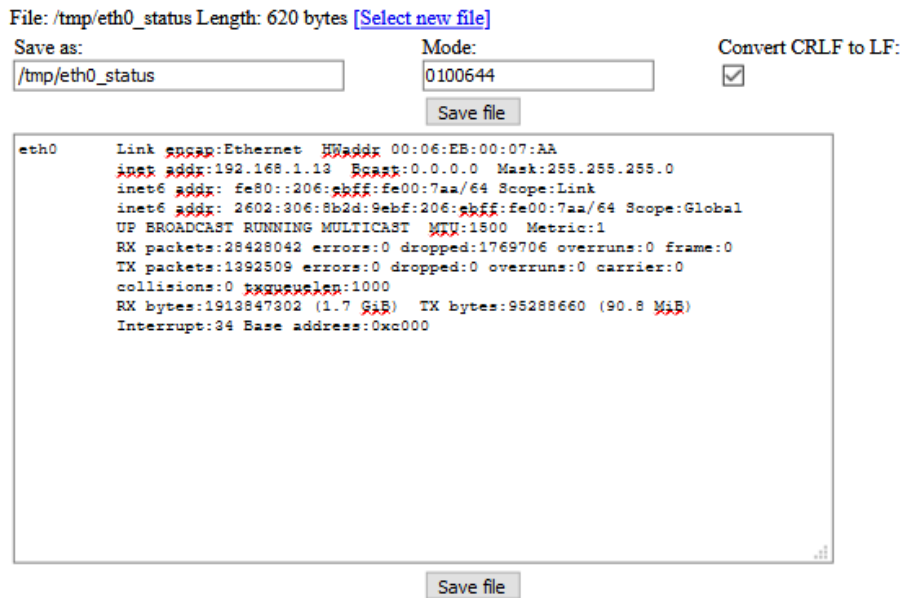 File: /tmp/eth0_status Length: 620 bytes [Select new file]
Save as: Mode: Convert CRLF to LF:
/tmp/eth0_status 0100644
Save file
eth0 Link encap:Ethernet HWaddr 00:06:EB:00:07:AA
inet addr:192.168.1.13 Bcast:0.0.0.0 Mask:255.255.255.0
inet6 addr: fe80::206:ebff:fe00:7aa/64 Scope:Link
inet6 addr: 2602:306:8b2d:9ebf:206:ebff:fe00:7aa/64 Scope:Global
UP BROADCAST RUNNING MULTICAST MTU:1500 Metric:1
RX packets:28428042 errors:0 dropped:1769706 overruns:0 frame:0
TX packets:1392509 errors:0 dropped:0 overruns:0 carrier:0
collisions:0 txqueuelen:1000
RX bytes:1913847302 (1.7 GiB) TX bytes:95288660 (90.8 MiB)
Interrupt:34 Base address:0xc000
Save file